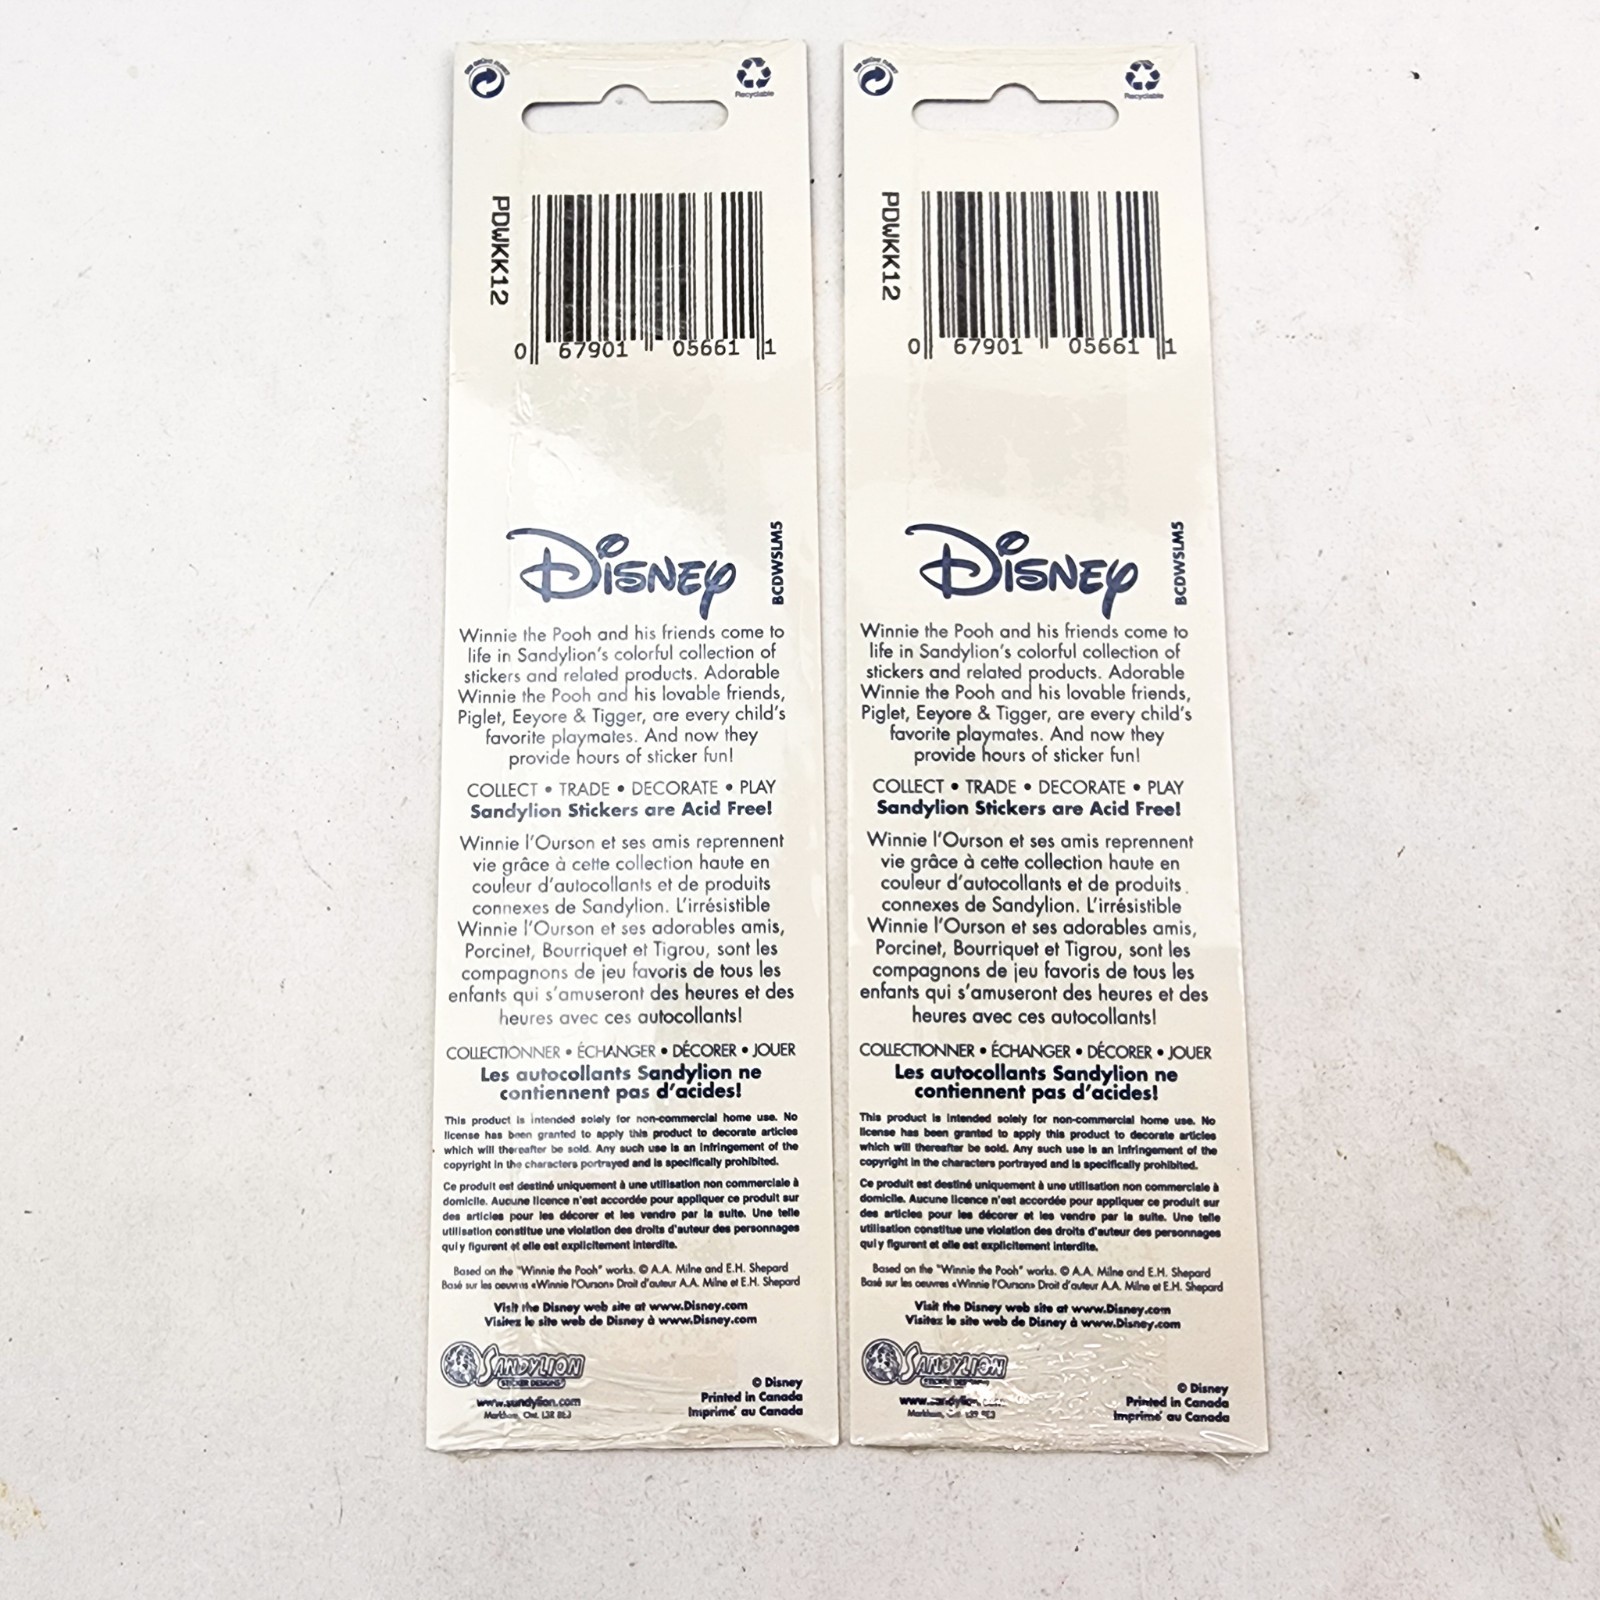 Recyclable
PDWKK12
0 67901 05661 1
Disney
BCDWSLM5
Winnie the Pooh and his friends come to
life in Sandylion's colorful collection of
stickers and related products. Adorable
Winnie the Pooh and his lovable friends,
Piglet, Eeyore & Tigger, are every child's
favorite playmates. And now they
provide hours of sticker fun!
COLLECT • TRADE • DECORATE • PLAY
Sandylion Stickers are Acid Free!
Winnie l'Ourson et ses amis reprennent
vie grâce à cette collection haute en
couleur d'autocollants et de produits
connexes de Sandylion. L'irrésistible
Winnie l'Ourson et ses adorables amis,
Porcinet, Bourriquet et Tigrou, sont les
compagnons de jeu favoris de tous les
enfants qui s'amuseront des heures et des
heures avec ces autocollants!
COLLECTIONNER • ÉCHANGER • DÉCORER • JOUER
Les autocollants Sandylion ne
contiennent pas d'acides!
This product is intended solely for non-commercial home use. No
license has been granted to apply this product to decorate articles
which will thereafter be sold. Any such use is an infringement of the
copyright in the characters portrayed and is specifically prohibited.
Ce produit est destiné uniquement à une utilisation non commerciale à
domicile. Aucune licence n'est accordée pour appliquer ce produit sur
des articles pour les décorer et les vendre par la suite. Une telle
utilisation constitue une violation des droits d'auteur des personnages
qui y figurent et elle est explicitement interdite.
Based on the "Winnie the Pooh" works. © A.A. Milne and E.H. Shepard
Basé sur les oeuvres «Winnie l'Ourson» Droit d'auteur A.A. Milne et E.H. Shepard
Visit the Disney web site at www.Disney.com
Visitez le site web de Disney à www.Disney.com
SANDYLION
STICKER DESIGNS
www.sandylion.com
Markham, Ont.
© Disney
Printed in Canada
Imprimé au Canada
Recyclable
PDWKK12
0 67901 05661 1
Disney
BCDWSLM5
Winnie the Pooh and his friends come to
life in Sandylion's colorful collection of
stickers and related products. Adorable
Winnie the Pooh and his lovable friends,
Piglet, Eeyore & Tigger, are every child's
favorite playmates. And now they
provide hours of sticker fun!
COLLECT • TRADE • DECORATE • PLAY
Sandylion Stickers are Acid Free!
Winnie l'Ourson et ses amis reprennent
vie grâce à cette collection haute en
couleur d'autocollants et de produits
connexes de Sandylion. L'irrésistible
Winnie l'Ourson et ses adorables amis,
Porcinet, Bourriquet et Tigrou, sont les
compagnons de jeu favoris de tous les
enfants qui s'amuseront des heures et des
heures avec ces autocollants!
COLLECTIONNER • ÉCHANGER • DÉCORER • JOUER
Les autocollants Sandylion ne
contiennent pas d'acides!
This product is intended solely for non-commercial home use. No
license has been granted to apply this product to decorate articles
which will thereafter be sold. Any such use is an infringement of the
copyright in the characters portrayed and is specifically prohibited.
Ce produit est destiné uniquement à une utilisation non commerciale à
domicile. Aucune licence n'est accordée pour appliquer ce produit sur
des articles pour les décorer et les vendre par la suite. Une telle
utilisation constitue une violation des droits d'auteur des personnages
qui y figurent et elle est explicitement interdite.
Based on the "Winnie the Pooh" works. © A.A. Milne and E.H. Shepard
Basé sur les oeuvres «Winnie l'Ourson» Droit d'auteur A.A. Milne et E.H. Shepard
Visit the Disney web site at www.Disney.com
Visitez le site web de Disney à www.Disney.com
SANDYLION
© Disney
Printed in Canada
Imprimé au Canada